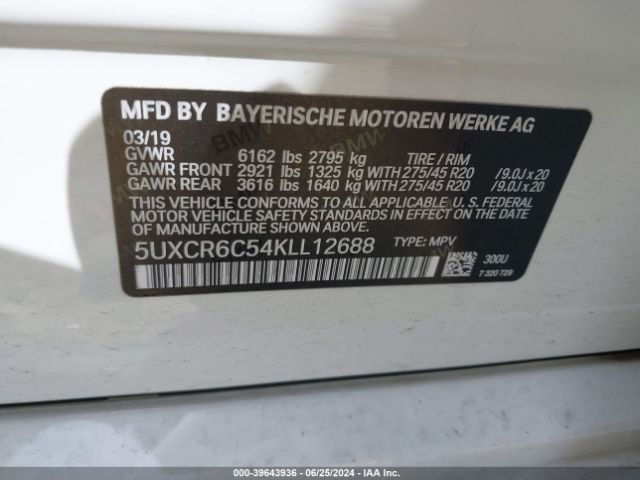 MFD BY BAYERISCHE MOTOREN WERKE AG
03/19
GVWR 6162 lbs 2795 kg TIRE / RIM
GAWR FRONT 2921 lbs 1325 kg WITH 275/45 R20 /9.0J x 20
GAWR REAR 3616 lbs 1640 kg WITH 275/45 R20 /9.0J x 20
THIS VEHICLE CONFORMS TO ALL APPLICABLE U.S. FEDERAL
MOTOR VEHICLE SAFETY STANDARDS
IN EFFECT ON THE DATE
OF MANUFACTURE SHOWN ABOVE.
5UXCR6C54KLL12688 TYPE: MPV
300U
7 320 729
00-39643936 - 06/25/2024 - IAA Inc.